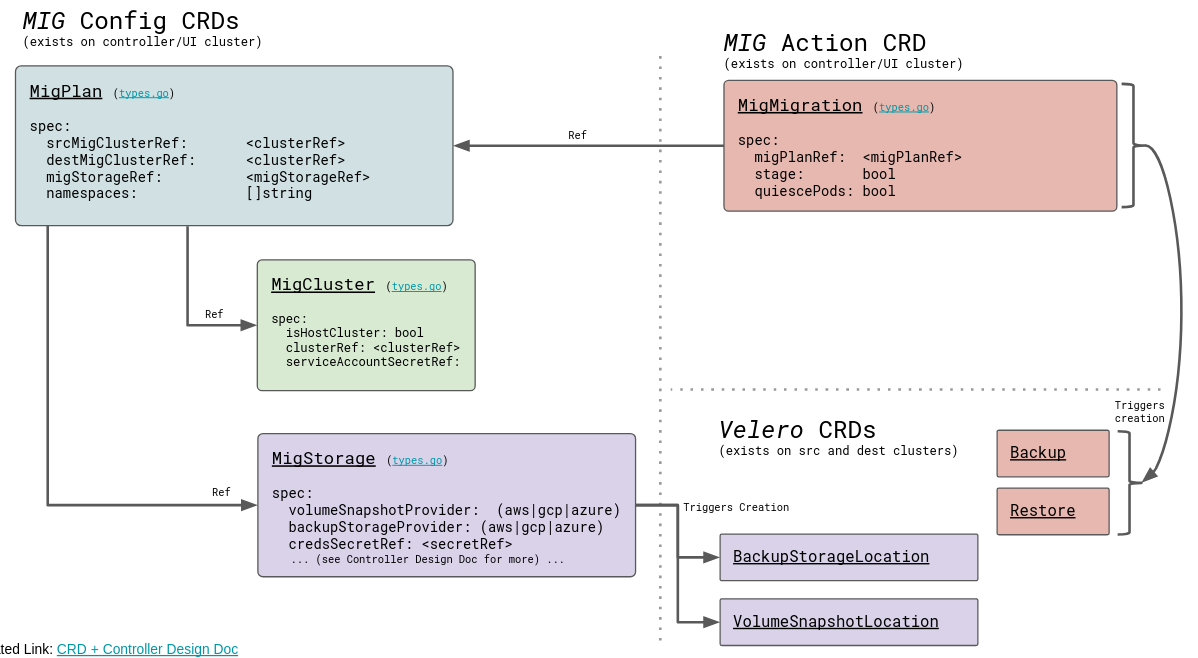 MIG Config CRDs
(exists on controller/UI cluster)
MigPlan (types.go)
spec:
srcMigClusterRef: <clusterRef>
destMigClusterRef: <clusterRef>
migStorageRef: <migStorageRef>
namespaces: []string
Ref
MIG Action CRD
(exists on controller/UI cluster)
MigMigration (types.go)
spec:
migPlanRef: <migPlanRef>
stage: bool
quiescePods: bool
Ref
MigCluster (types.go)
spec:
isHostCluster: bool
clusterRef: <clusterRef>
serviceAccountSecretRef:
Ref
MigStorage (types.go)
spec:
volumeSnapshotProvider: (aws|gcp|azure)
backupStorageProvider: (aws|gcp|azure)
credsSecretRef: <secretRef>
... (see Controller Design Doc for more) ...
Triggers Creation
Velero CRDs
(exists on src and dest clusters)
Triggers
creation
Backup
Restore
BackupStorageLocation
VolumeSnapshotLocation
Link: CRD + Controller Design Doc